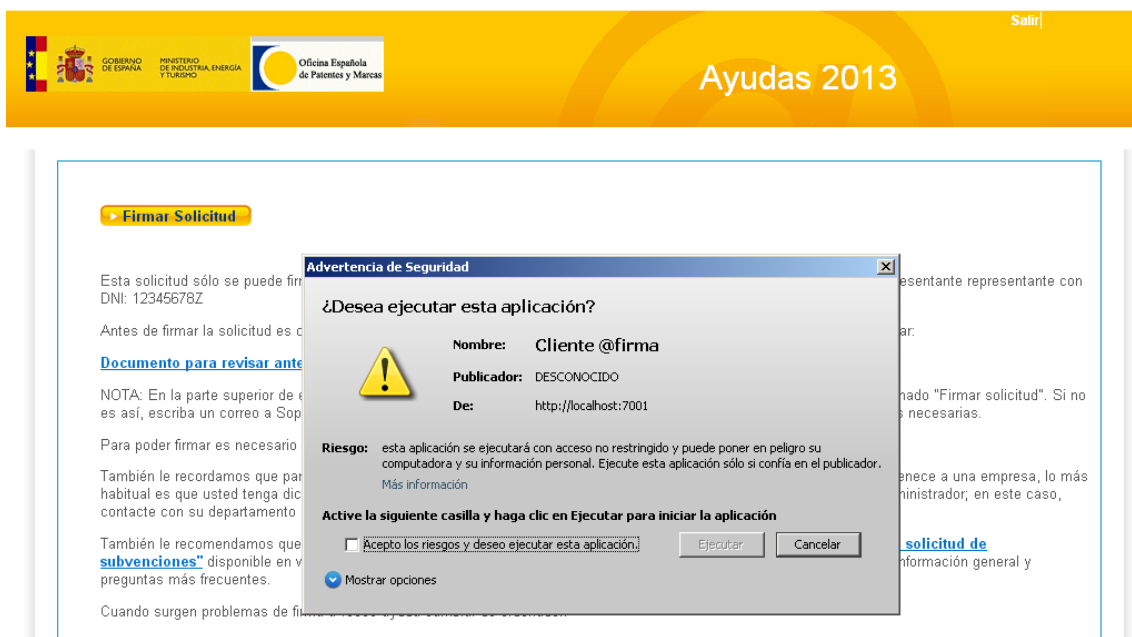 Salir
GOBIERNO DE ESPAÑA
MINISTERIO DE INDUSTRIA, ENERGÍA Y TURISMO
Oficina Española de Patentes y Marcas
Ayudas 2013
Firmar Solicitud
Esta solicitud sólo se puede
esentante representante con
DNI: 12345678Z
Antes de firmar la solicitud es
ar:
Documento para revisar ante
NOTA: En la parte superior de
nado "Firmar solicitud". Si no
es así, escriba un correo a Sop
s necesarias.
Para poder firmar es necesario
También le recordamos que par
enece a una empresa, lo más
habitual es que usted tenga dic
ministrador; en este caso,
contacte con su departamento
También le recomendamos que
solicitud de
subvenciones" disponible en v
nformación general y
preguntas más frecuentes.
Cuando surgen problemas de
Advertencia de Seguridad
¿Desea ejecutar esta aplicación?
Nombre: Cliente @firma
Publicador: DESCONOCIDO
De: http://localhost:7001
Riesgo: esta aplicación se ejecutará con acceso no restringido y puede poner en peligro su
computadora y su información personal. Ejecute esta aplicación sólo si confía en el publicador.
Más información
Active la siguiente casilla y haga clic en Ejecutar para iniciar la aplicación
Acepto los riesgos y deseo ejecutar esta aplicación.
Ejecutar
Cancelar
Mostrar opciones